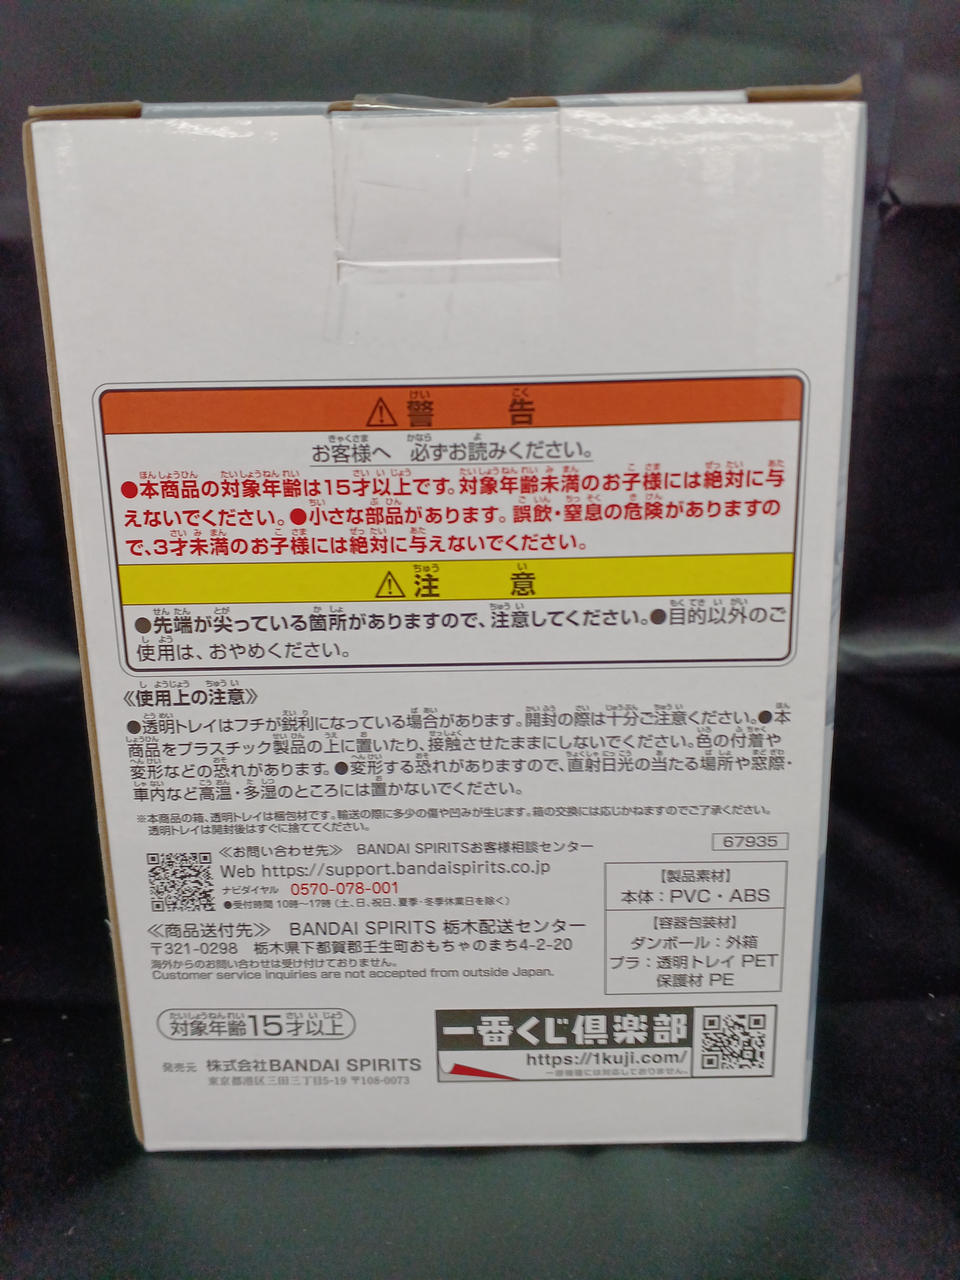 ⚠警告
お客様へ 必ずお読みください。
●本商品の対象年齢は15才以上です。対象年齢未満のお子様には絶対に与
えないでください。●小さな部品があります。誤飲・窒息の危険がありますの
で、3才未満のお子様には絶対に与えないでください。
⚠注意
●先端が尖っている箇所がありますので、注意してください。●目的以外のご
使用は、おやめください。
《使用上の注意》
●透明トレイはフチが鋭利になっている場合があります。開封の際は十分ご注意ください。●本
商品をプラスチック製品の上に置いたり、接触させたままにしないでください。色の付着や
変形などの恐れがあります。●変形する恐れがありますので、直射日光の当たる場所や窓際・
車内など高温・多湿のところには置かないでください。
※本商品の箱、透明トレイは梱包材です。輸送の際に多少の傷や凹みが生じます。箱の交換には応じかねますのでご了承ください。
透明トレイは開封後はすぐに捨ててください。
67935
≪お問い合わせ先≫ BANDAI SPIRITSお客様相談センター
Web https://support.bandaispirits.co.jp
ナビダイヤル 0570-078-001
●受付時間 10時〜17時(土、日、祝日、夏季・冬季休業日を除く)
≪商品送付先≫ BANDAI SPIRITS 栃木配送センター
〒321-0298 栃木県下都賀郡壬生町おもちゃのまち4-2-20
海外からのお問い合わせは受け付けておりません。
Customer service inquiries are not accepted from outside Japan.
【製品素材】
本体:PVC・ABS
【容器包装材】
ダンボール:外箱
プラ:透明トレイ PET
保護材 PE
対象年齢15才以上
発売元 株式会社BANDAI SPIRITS
東京都港区三田三丁目5-19 〒108-0073
一番くじ倶楽部
https://1kuji.com/
一部機種には対応しておりません。